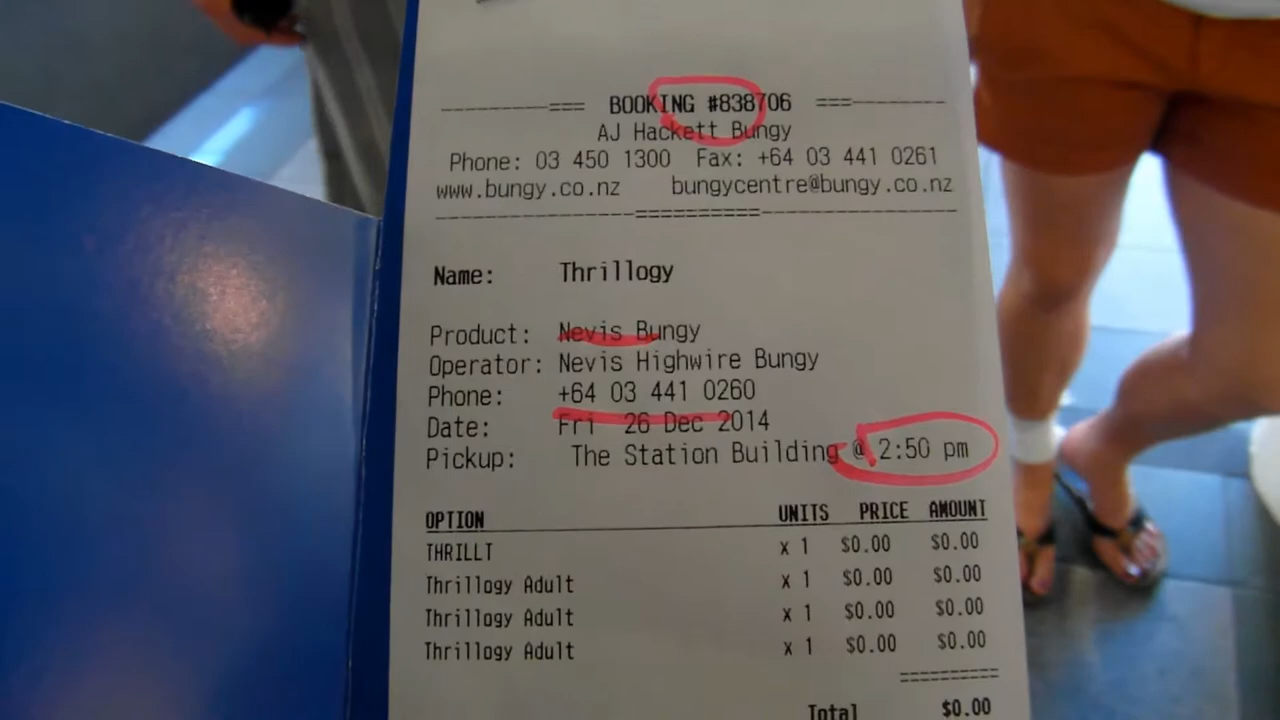 ---------=== BOOKING #838706 ===---------
AJ Hackett Bungy
Phone: 03 450 1300 Fax: +64 03 441 0261
www.bungy.co.nz bungycentre@bungy.co.nz
Name: Thrillogy
Product: Nevis Bungy
Operator: Nevis Highwire Bungy
Phone: +64 03 441 0260
Date: Fri 26 Dec 2014
Pickup: The Station Building @ 2:50 pm
OPTION UNITS PRICE AMOUNT
THRILLT x 1 $0.00 $0.00
Thrillogy Adult x 1 $0.00 $0.00
Thrillogy Adult x 1 $0.00 $0.00
Thrillogy Adult x 1 $0.00 $0.00
Total $0.00